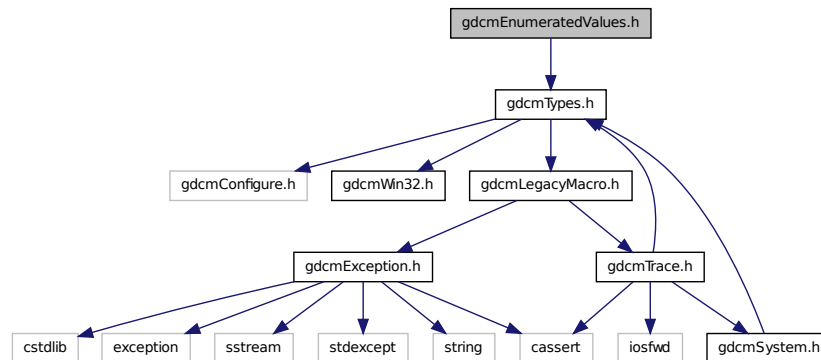 gdcmEnumeratedValues.h
gdcmTypes.h
gdcmConfigure.h
gdcmWin32.h
gdcmLegacyMacro.h
gdcmException.h
gdcmTrace.h
cstdlib
exception
sstream
stdexcept
string
cassert
iosfwd
gdcmSystem.h